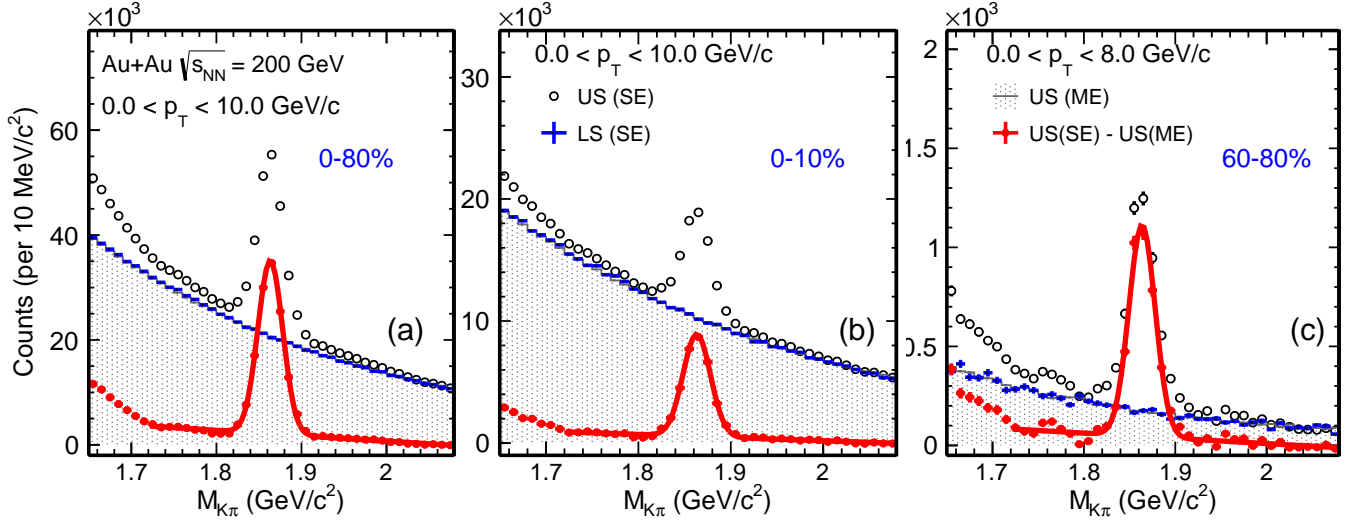 ×10³ ×10³ ×10³
Au+Au √s_NN = 200 GeV
0.0 < p_T < 10.0 GeV/c
0-80%
(a)
80
60
40
20
0
1.7 1.8 1.9 2
M_Kπ (GeV/c²)
Counts (per 10 MeV/c²)
0.0 < p_T < 10.0 GeV/c
US (SE)
LS (SE)
0-10%
(b)
30
20
10
0
1.7 1.8 1.9 2
M_Kπ (GeV/c²)
0.0 < p_T < 8.0 GeV/c
US (ME)
US(SE) - US(ME)
60-80%
(c)
2
1.5
1
0.5
0
1.7 1.8 1.9 2
M_Kπ (GeV/c²)